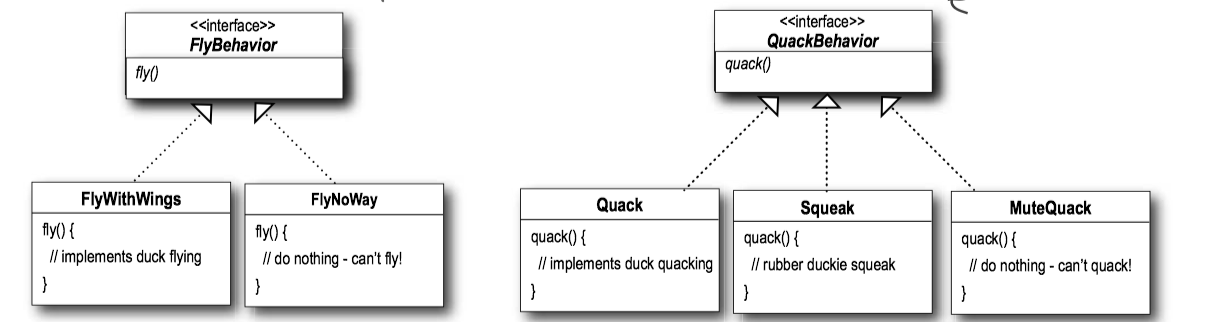 <<interface>>
FlyBehavior
fly()
<<interface>>
QuackBehavior
quack()
FlyWithWings
fly() {
// implements duck flying
}
FlyNoWay
fly() {
// do nothing - can't fly!
}
Quack
quack() {
// implements duck quacking
}
Squeak
quack() {
// rubber duckie squeak
}
MuteQuack
quack() {
// do nothing - can't quack!
}